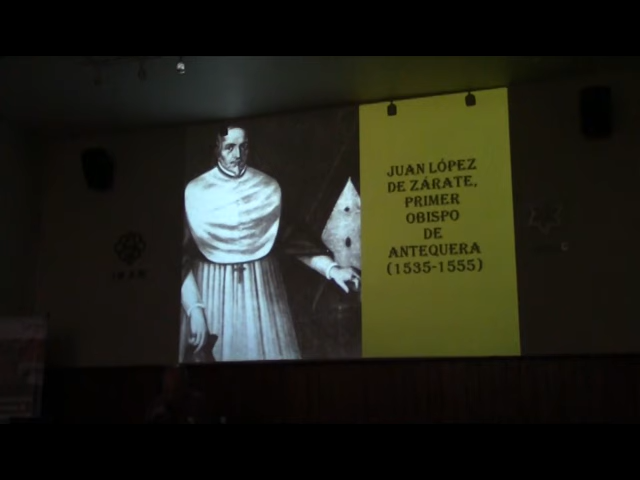 JUAN LÓPEZ
DE ZÁRATE,
PRIMER
OBISPO
DE
ANTEQUERA
(1535-1555)